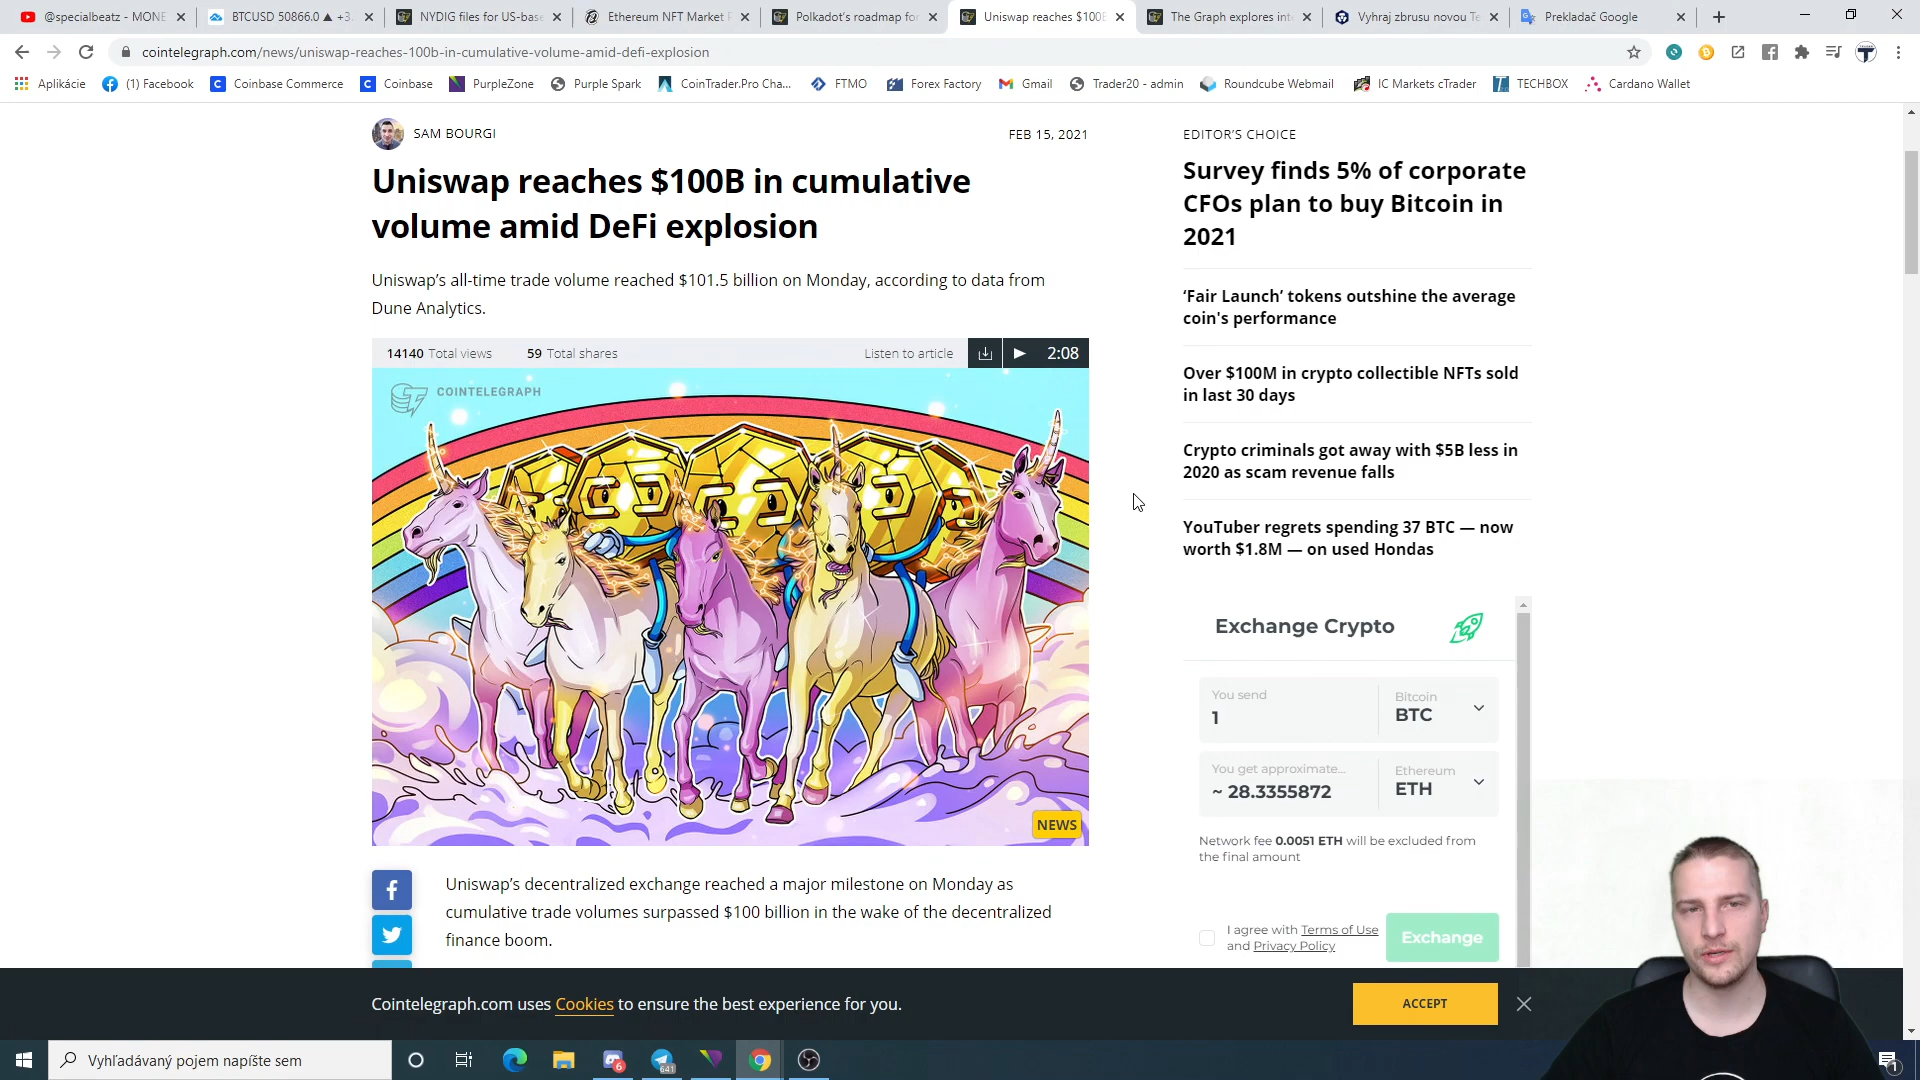 @specialbeatz - MONE
BTCUSD 50866.0 ▲ +3.
NYDIG files for US-base
Ethereum NFT Market P
Polkadot's roadmap for
Uniswap reaches $100B
The Graph explores inte
Vyhraj zbrusu novou Te
Prekladač Google
cointelegraph.com/news/uniswap-reaches-100b-in-cumulative-volume-amid-defi-explosion
Aplikácie
(1) Facebook
Coinbase Commerce
Coinbase
PurpleZone
Purple Spark
CoinTrader.Pro Cha...
FTMO
Forex Factory
Gmail
Trader20 - admin
Roundcube Webmail
IC Markets cTrader
TECHBOX
Cardano Wallet
SAM BOURGI
FEB 15, 2021
Uniswap reaches $100B in cumulative
volume amid DeFi explosion
Uniswap's all-time trade volume reached $101.5 billion on Monday, according to data from
Dune Analytics.
14140 Total views
59 Total shares
Listen to article
2:08
COINTELEGRAPH
NEWS
Uniswap's decentralized exchange reached a major milestone on Monday as
cumulative trade volumes surpassed $100 billion in the wake of the decentralized
finance boom.
EDITOR'S CHOICE
Survey finds 5% of corporate
CFOs plan to buy Bitcoin in
2021
‘Fair Launch’ tokens outshine the average
coin's performance
Over $100M in crypto collectible NFTs sold
in last 30 days
Crypto criminals got away with $5B less in
2020 as scam revenue falls
YouTuber regrets spending 37 BTC — now
worth $1.8M — on used Hondas
Exchange Crypto
You send
1
Bitcoin
BTC
You get approximate...
~ 28.3355872
Ethereum
ETH
Network fee 0.0051 ETH will be excluded from
the final amount
I agree with Terms of Use
and Privacy Policy
Exchange
Cointelegraph.com uses Cookies to ensure the best experience for you.
ACCEPT
Vyhľadávaný pojem napíšte sem
6
641
1